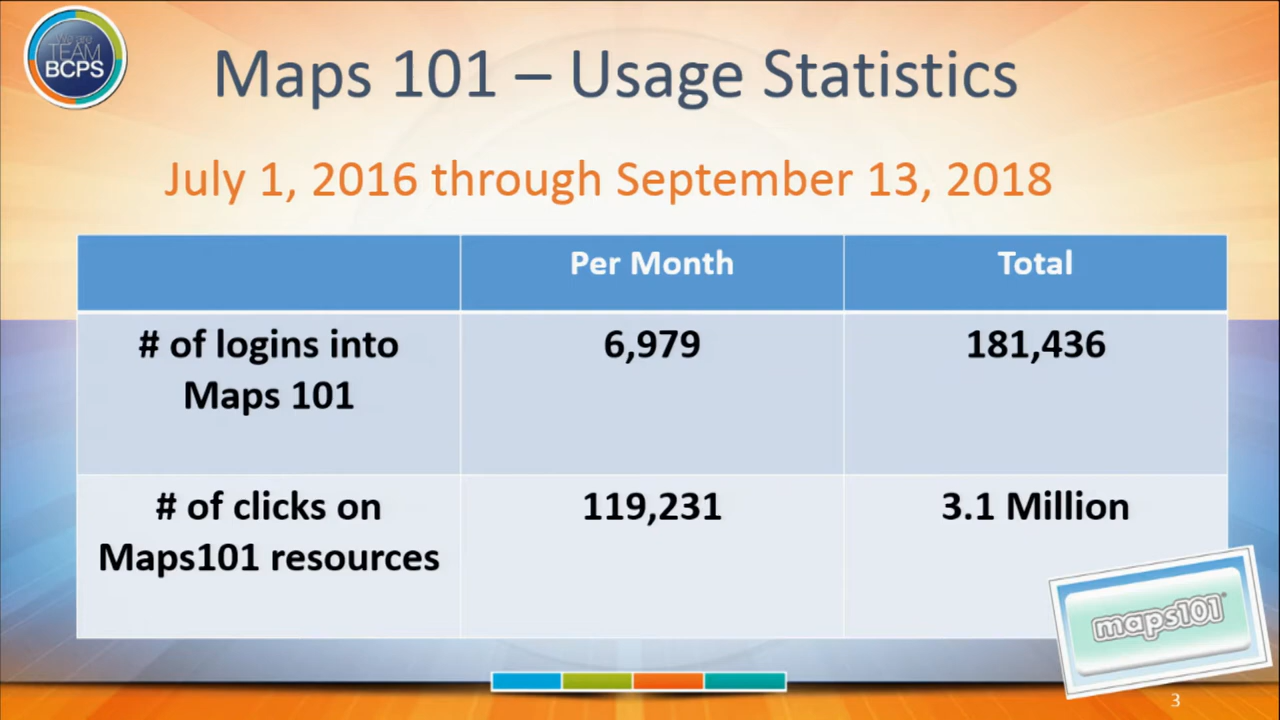 We are
TEAM
BCPS
Maps 101 – Usage Statistics
July 1, 2016 through September 13, 2018
Per Month Total
# of logins into 6,979 181,436
Maps 101
# of clicks on 119,231 3.1 Million
Maps101 resources
maps101®
3